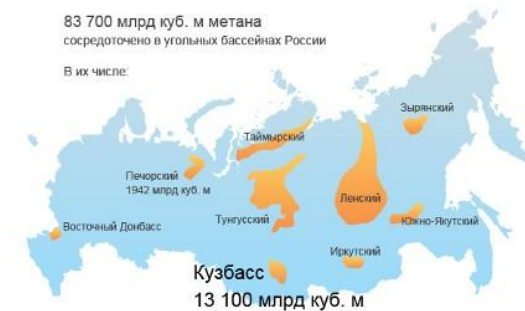 83 700 млрд куб. м метана
сосредоточено в угольных бассейнах России
В их числе:
Зырянский
Таймырский
Печорский
1942 млрд куб. м
Ленский
Тунгусский
Южно-Якутский
Восточный Донбасс
Иркутский
Кузбасс
13 100 млрд куб. м